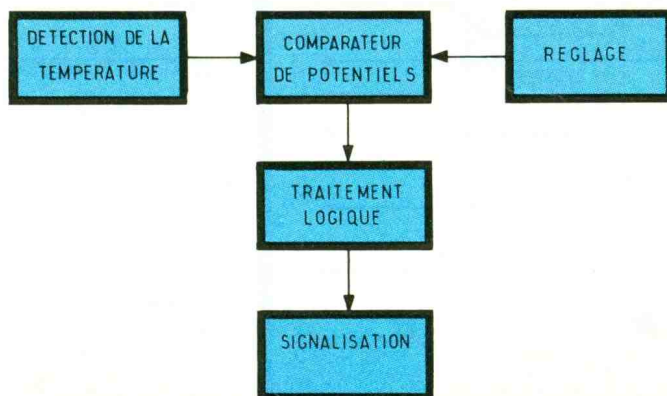 DETECTION DE LA
TEMPERATURE
COMPARATEUR
DE POTENTIELS
REGLAGE
TRAITEMENT
LOGIQUE
SIGNALISATION